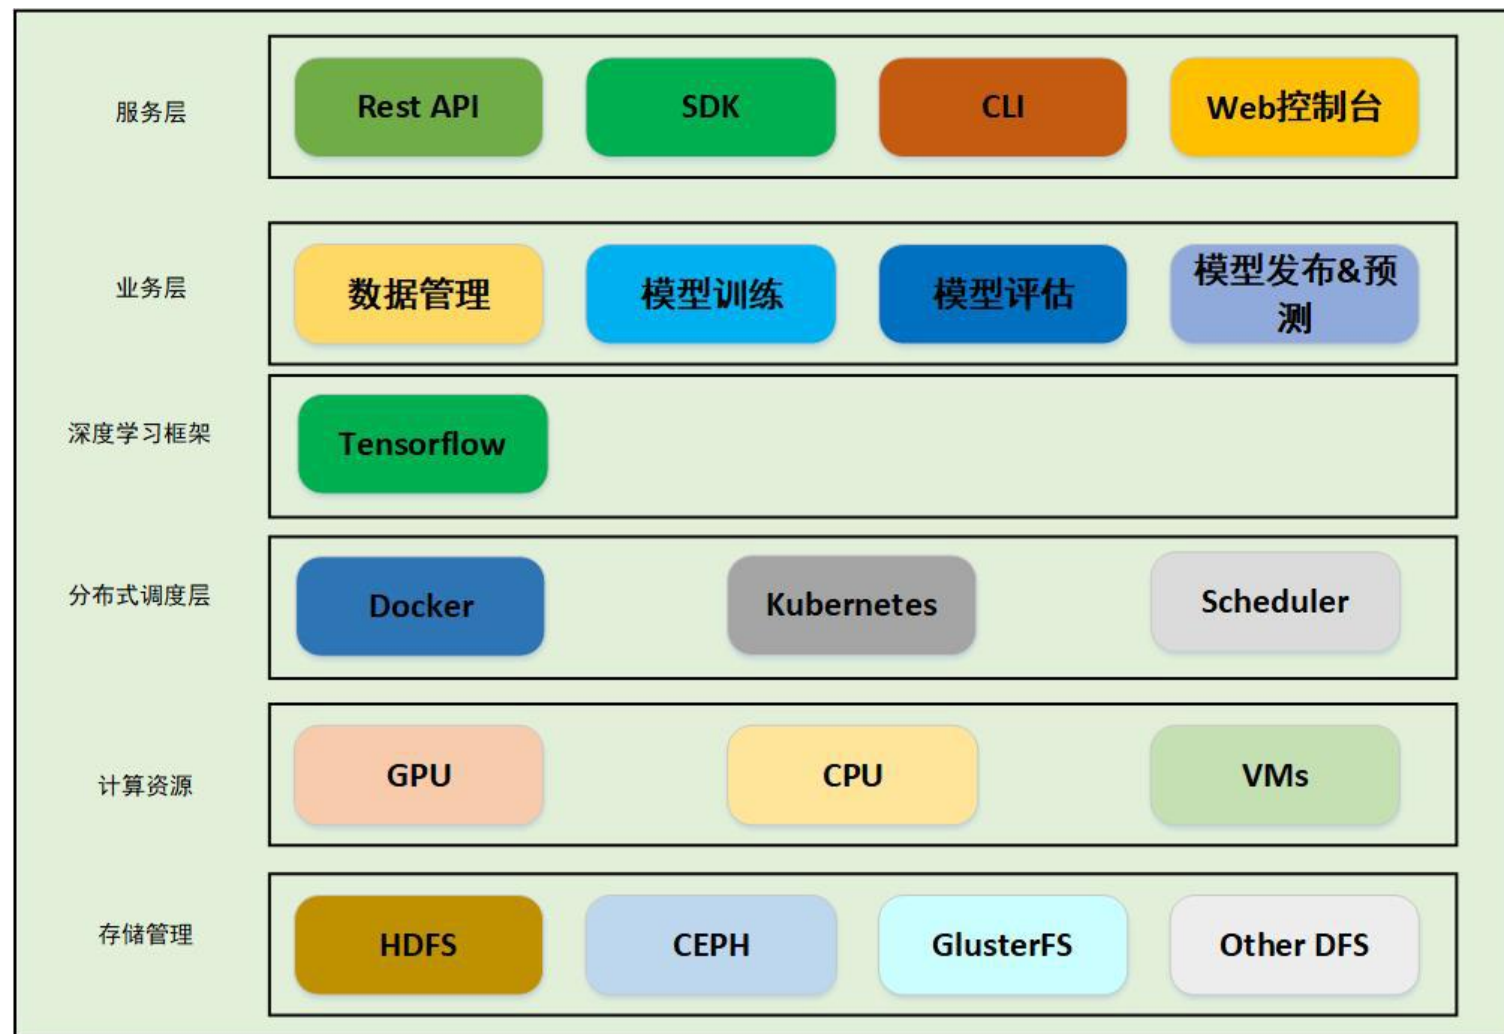 服务层
Rest API
SDK
CLI
Web控制台
业务层
数据管理
模型训练
模型评估
模型发布&预
测
深度学习框架
Tensorflow
分布式调度层
Docker
Kubernetes
Scheduler
计算资源
GPU
CPU
VMs
存储管理
HDFS
CEPH
GlusterFS
Other DFS